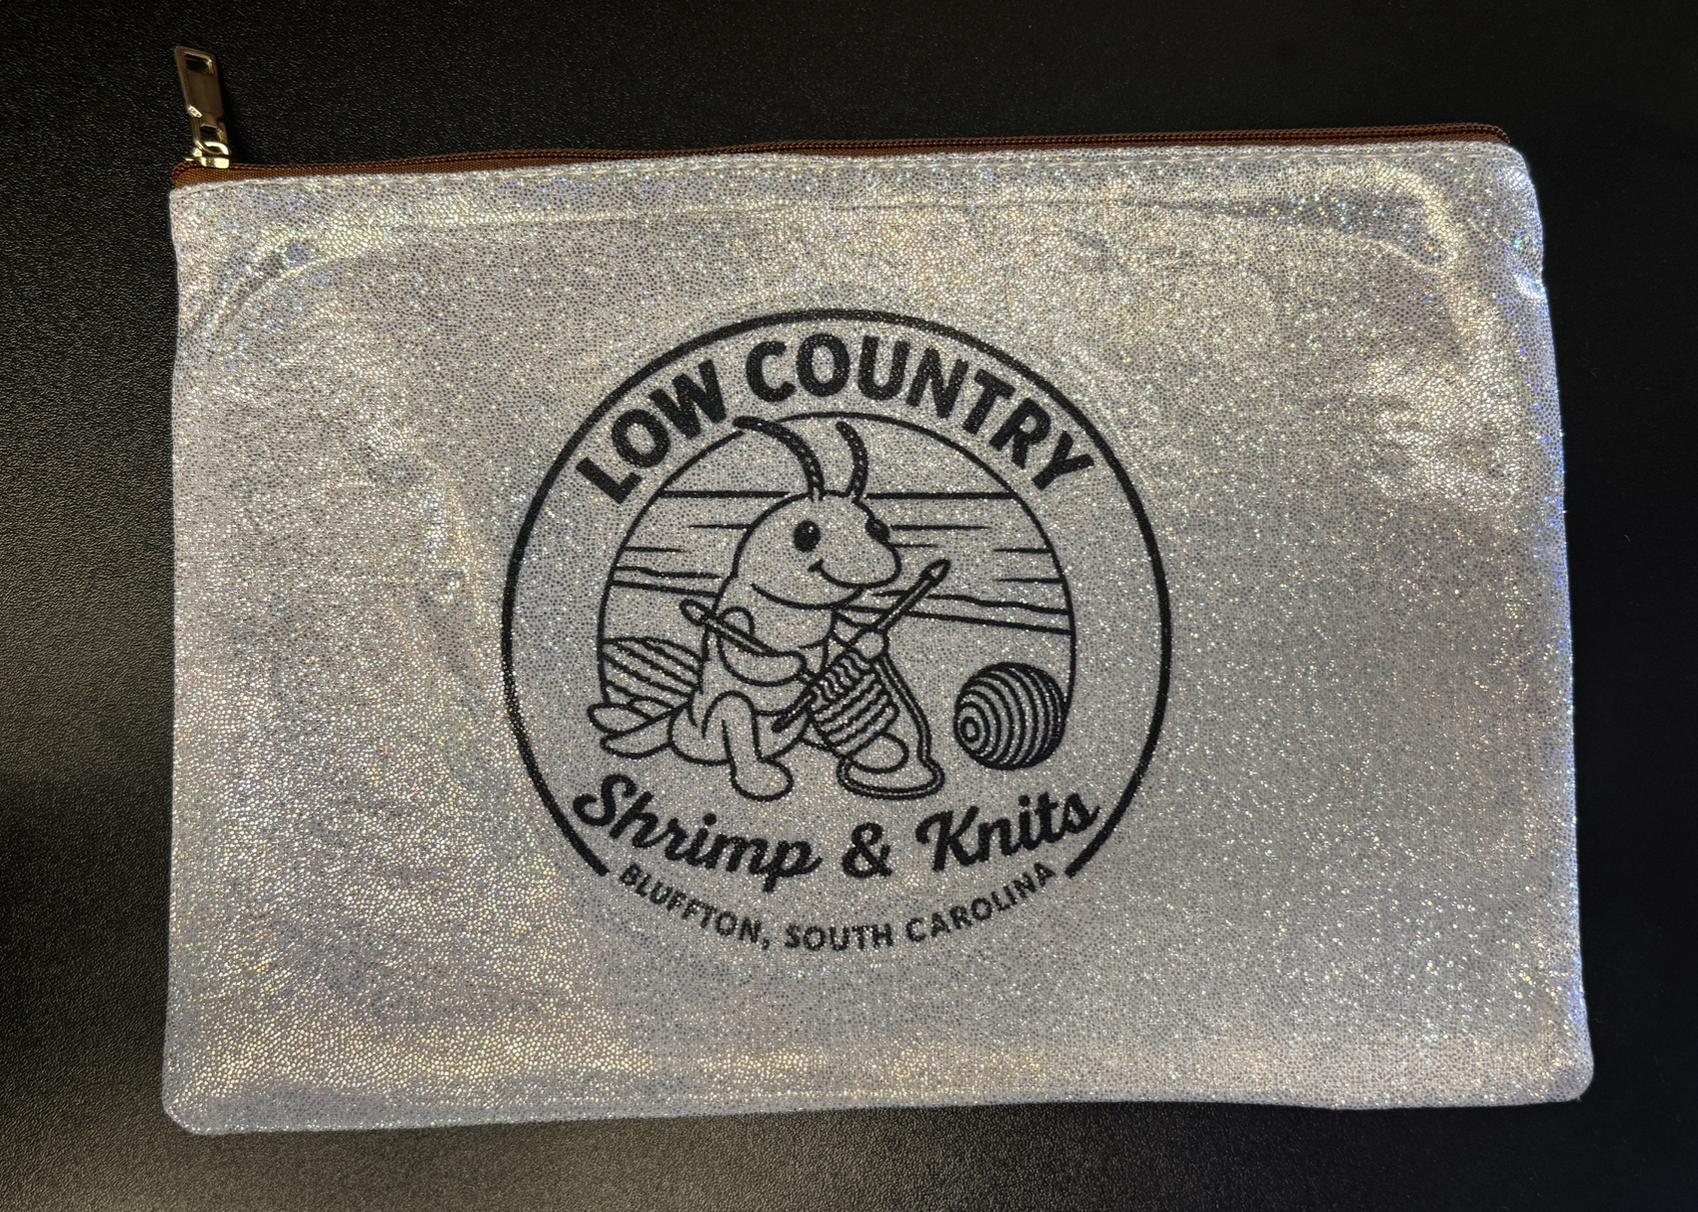 LOW COUNTRY
Shrimp & Knits
BLUFFTON, SOUTH CAROLINA